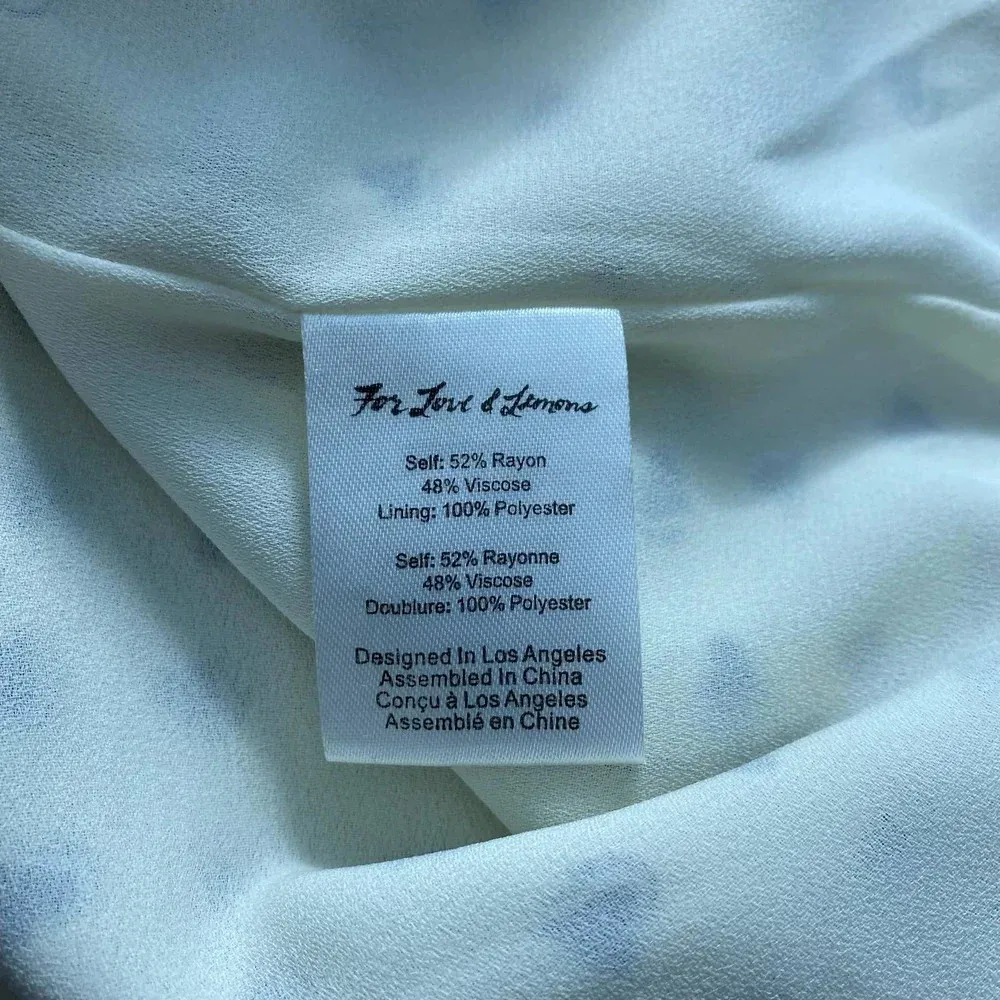 For Love & Lemons
Self: 52% Rayon
48% Viscose
Lining: 100% Polyester
Self: 52% Rayonne
48% Viscose
Doublure: 100% Polyester
Designed In Los Angeles
Assembled In China
Conçu à Los Angeles
Assemblé en Chine